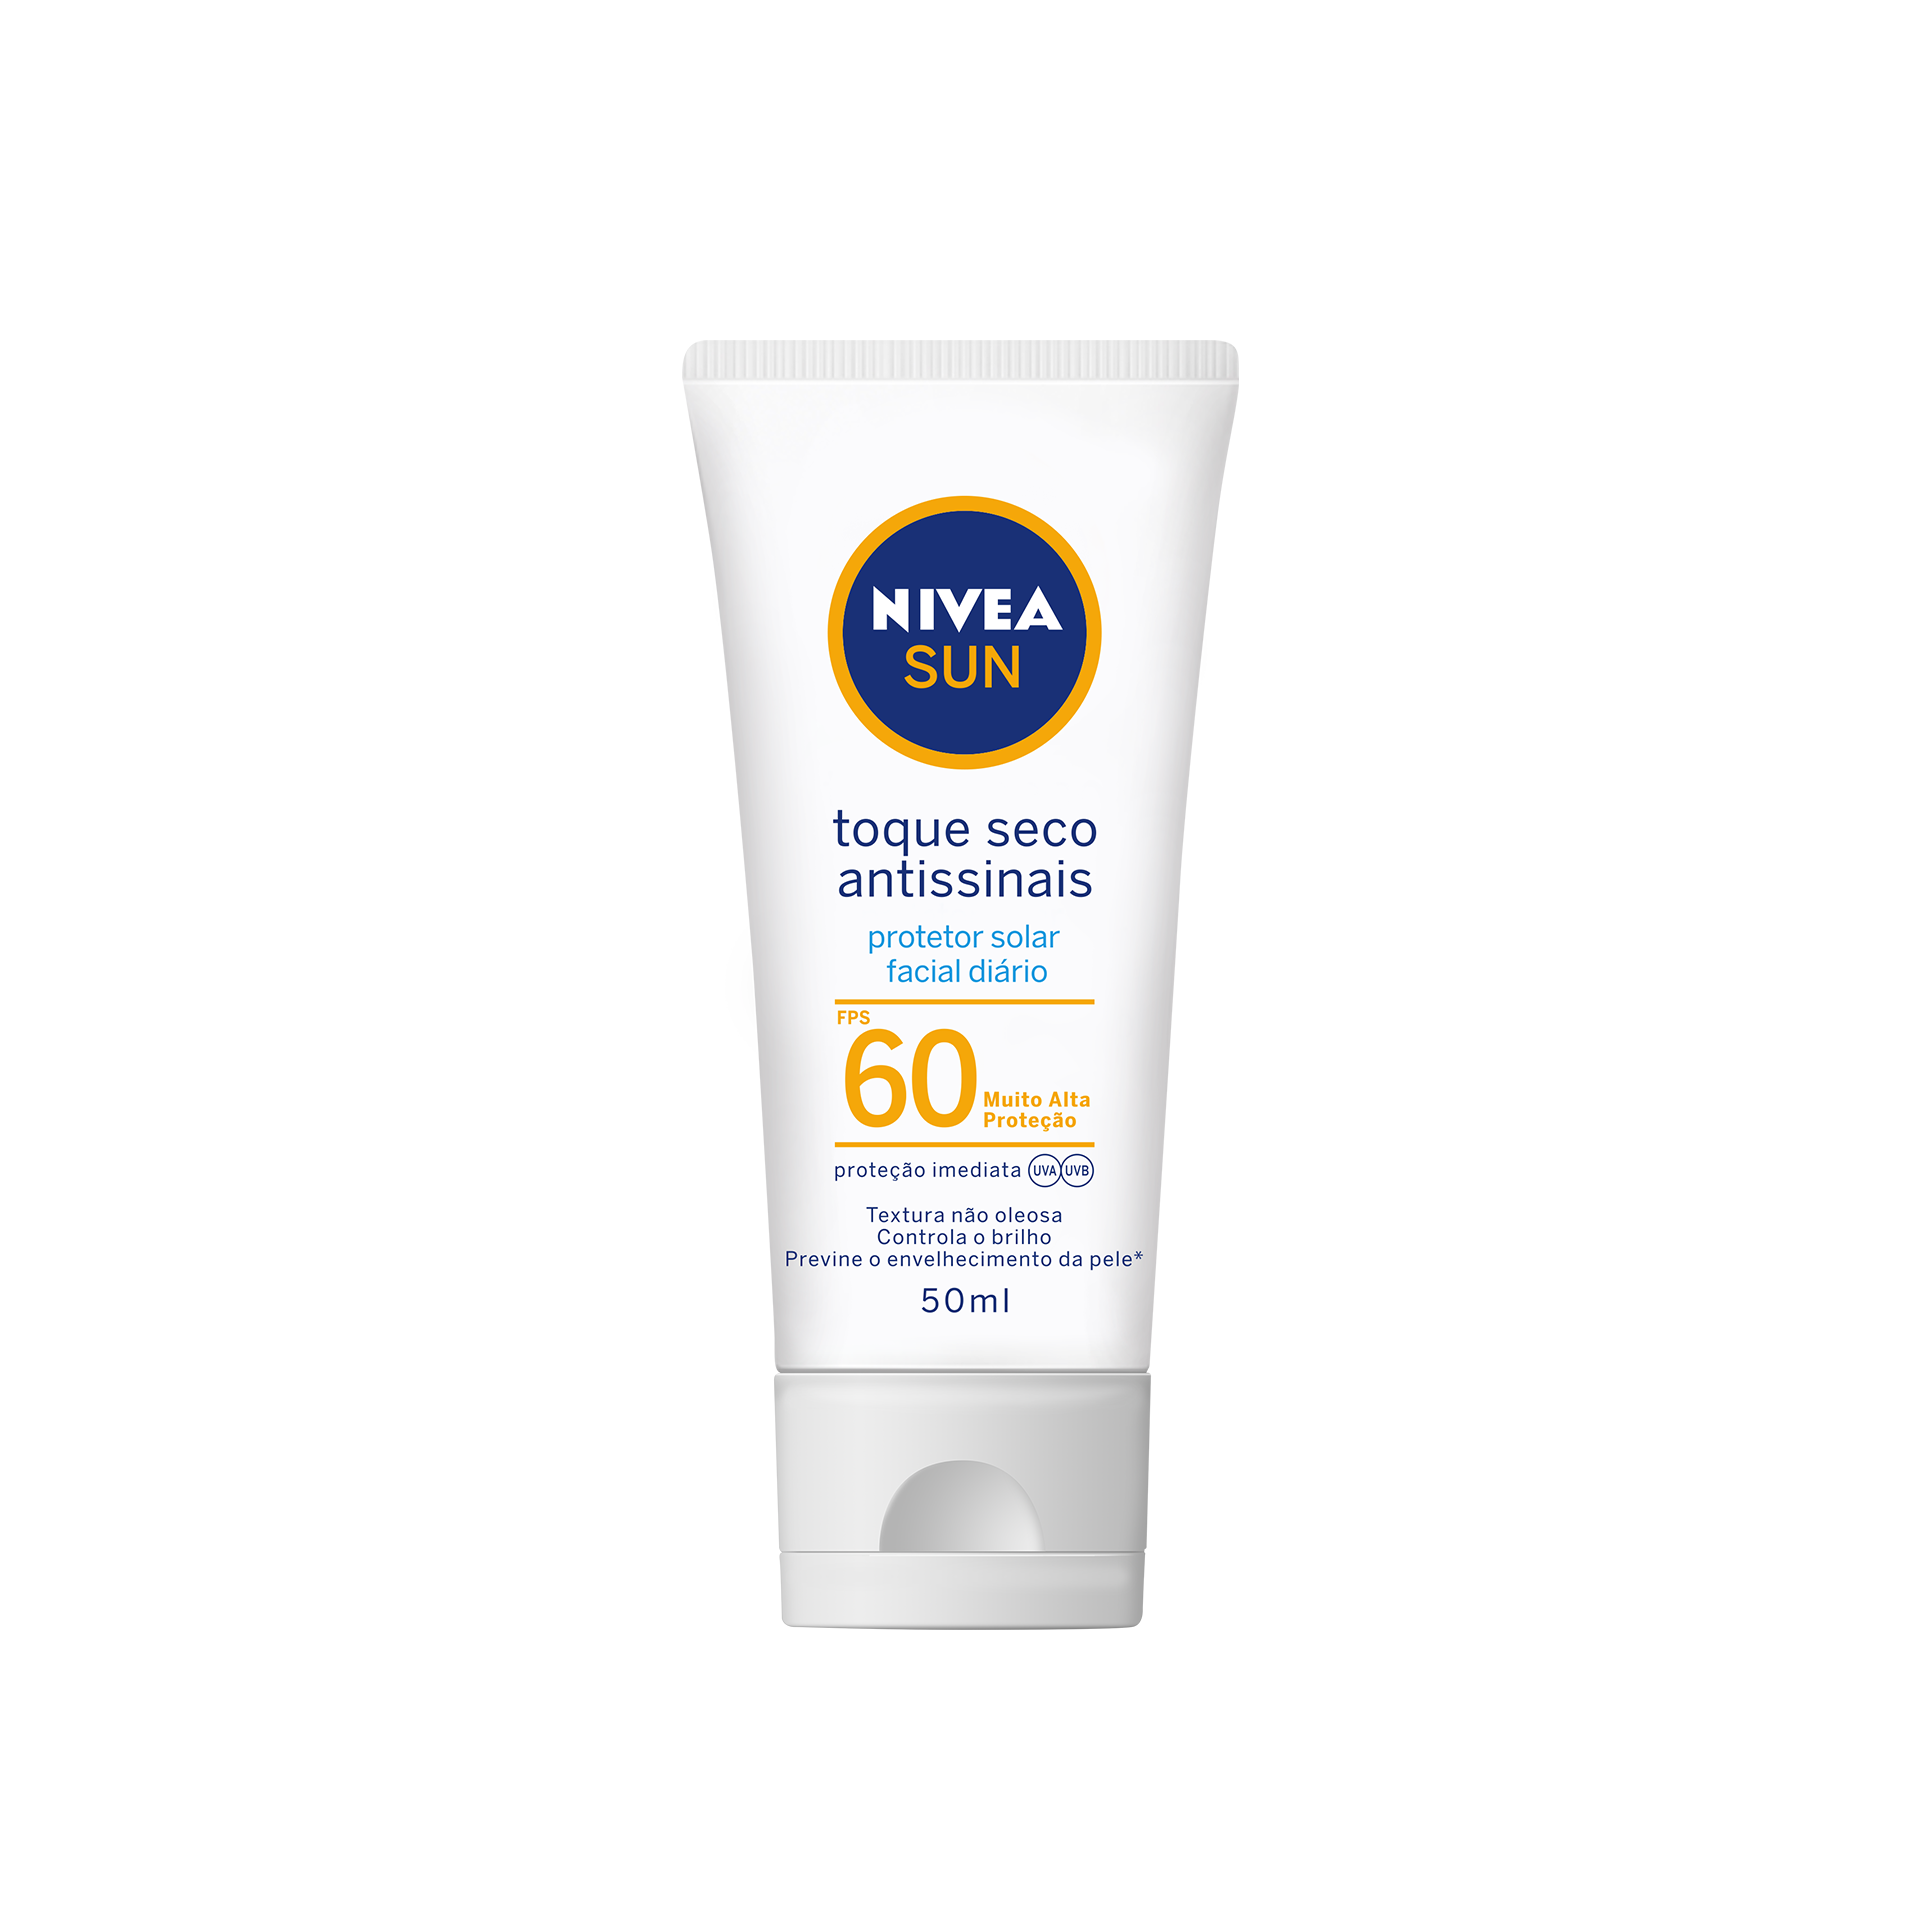 NIVEA
SUN
toque seco
antissinais
protetor solar
facial diário
FPS
60
Muito Alta
Proteção
proteção imediata UVA UVB
Textura não oleosa
Controla o brilho
Previne o envelhecimento da pele*
50ml